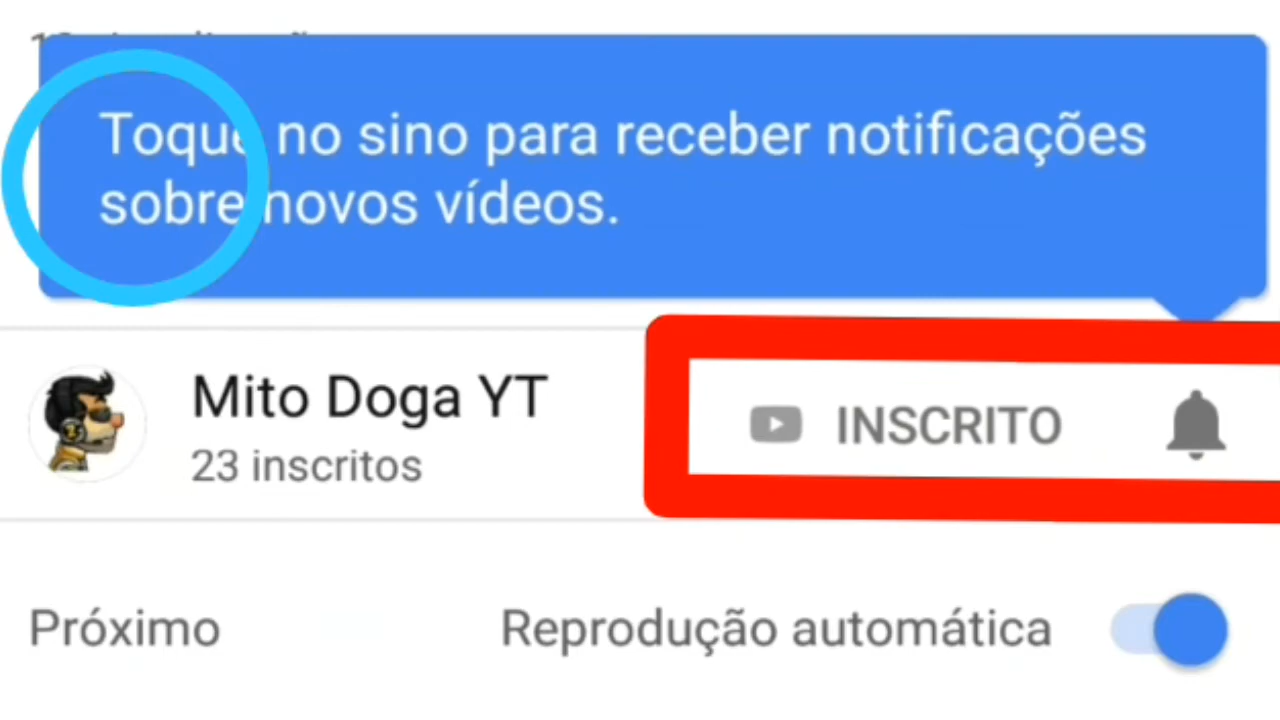 Toque no sino para receber notificações
sobre novos vídeos.
Mito Doga YT
23 inscritos
INSCRITO
Próximo
Reprodução automática